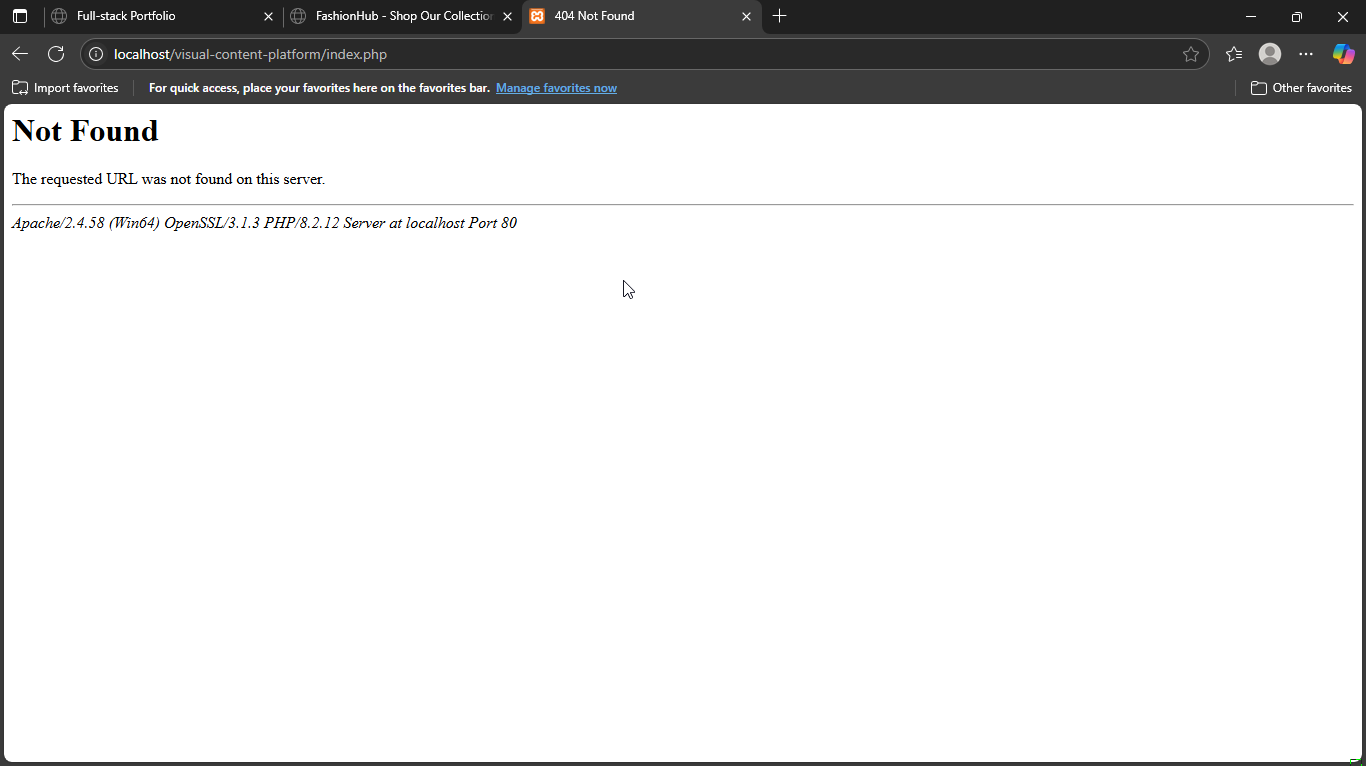 Full-stack Portfolio
FashionHub - Shop Our Collection
404 Not Found
localhost/visual-content-platform/index.php
Import favorites
For quick access, place your favorites here on the favorites bar. Manage favorites now
Other favorites
Not Found
The requested URL was not found on this server.
Apache/2.4.58 (Win64) OpenSSL/3.1.3 PHP/8.2.12 Server at localhost Port 80